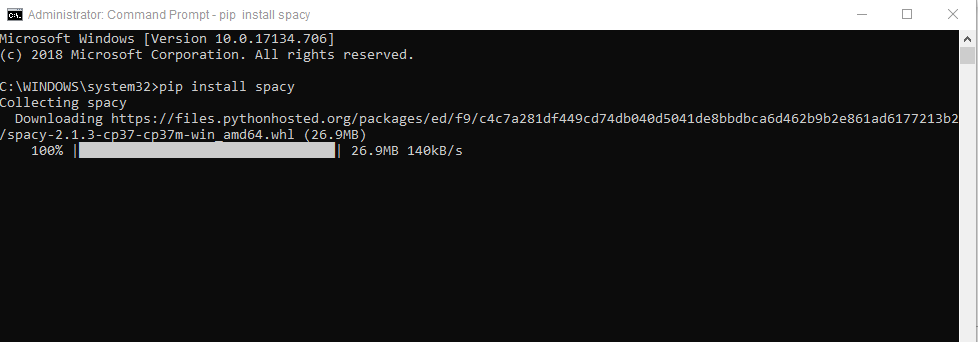 Administrator: Command Prompt - pip  install spacy
Microsoft Windows [Version 10.0.17134.706]
(c) 2018 Microsoft Corporation. All rights reserved.
C:\WINDOWS\system32>pip install spacy
Collecting spacy
  Downloading https://files.pythonhosted.org/packages/ed/f9/c4c7a281df449cd74db040d5041de8bbdbca6d462b9b2e861ad6177213b2
/spacy-2.1.3-cp37-cp37m-win_amd64.whl (26.9MB)
    100% |████████████████████████████████| 26.9MB 140kB/s